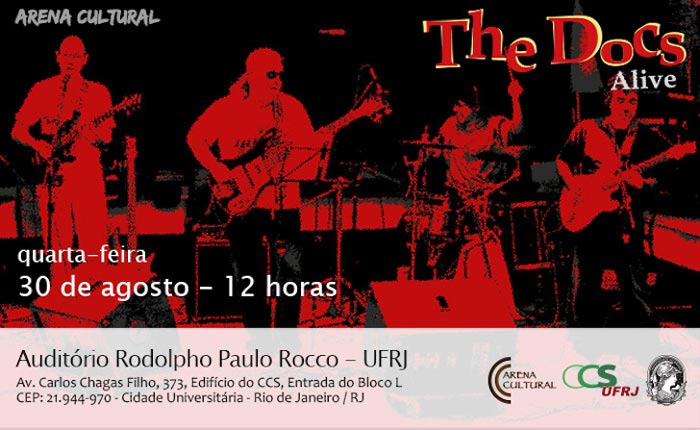 ARENA CULTURAL
The Docs
Alive
quarta-feira
30 de agosto - 12 horas
Auditório Rodolpho Paulo Rocco – UFRJ
Av. Carlos Chagas Filho, 373, Edifício do CCS, Entrada do Bloco L
CEP: 21.944-970 - Cidade Universitária - Rio de Janeiro / RJ
ARENA
CULTURAL
CCS
UFRJ